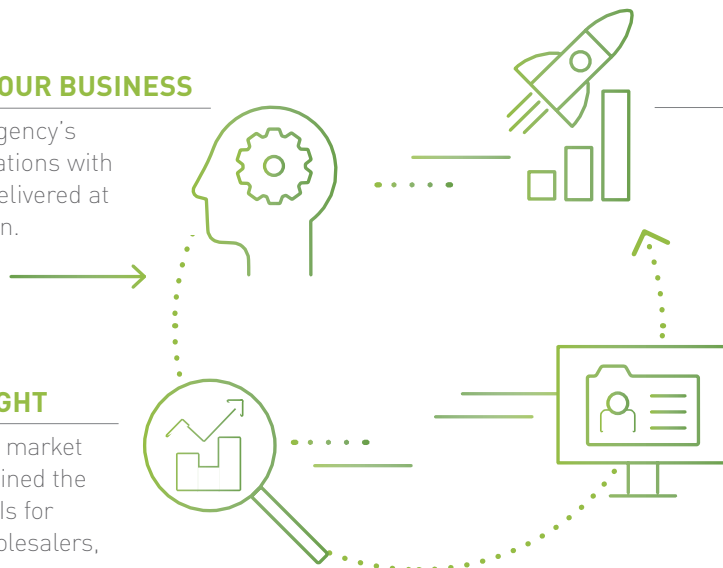 OUR BUSINESS
gency's
ations with
elivered at
n.
GHT
market
ined the
ls for
olesalers,